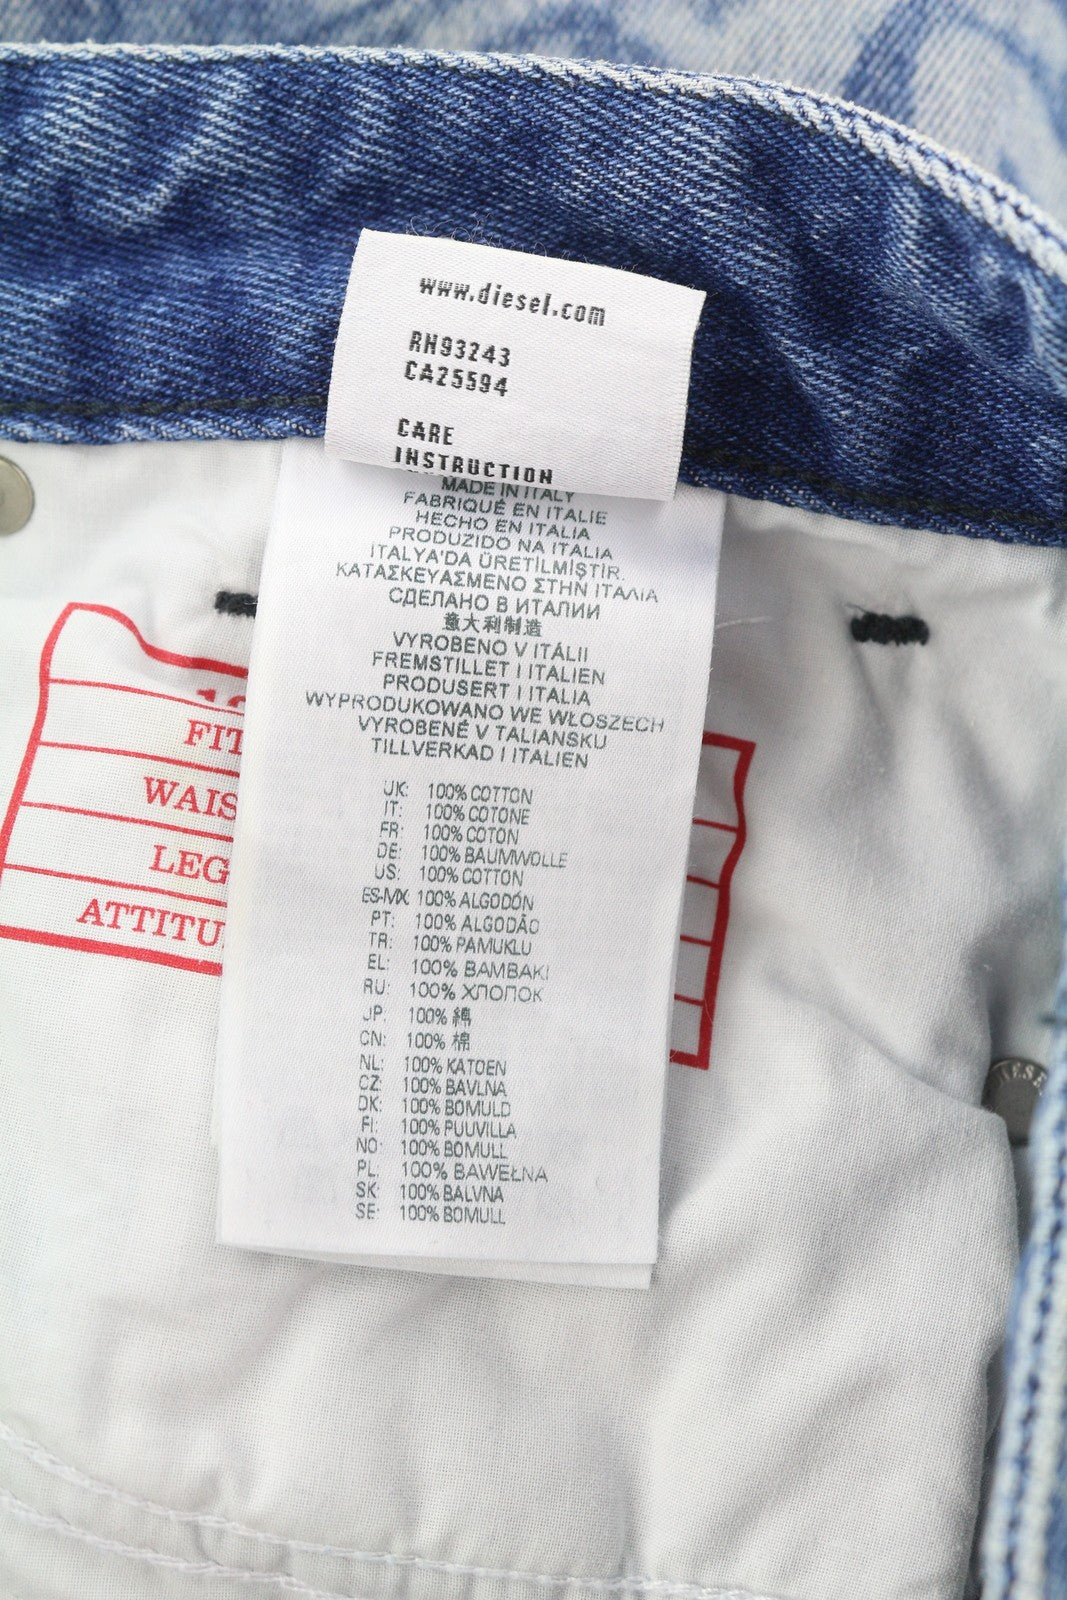 www.diesel.com
RN93243
CA25594
CARE
INSTRUCTION
MADE IN ITALY
FABRIQUÉ EN ITALIE
HECHO EN ITALIA
PRODUZIDO NA ITALIA
ITALYA'DA ÜRETİLMİŞTİR.
ΚΑΤΑΣΚΕΥΑΣΜΕΝΟ ΣΤΗΝ ΙΤΑΛΙΑ
СДЕЛАНО В ИТАЛИИ
意大利制造
VYROBENO V ITÁLII
FREMSTILLET I ITALIEN
PRODUSERT I ITALIA
WYPRODUKOWANO WE WŁOSZECH
VYROBENÉ V TALIANSKU
TILLVERKAD I ITALIEN
UK: 100% COTTON
IT: 100% COTONE
FR: 100% COTON
DE: 100% BAUMWOLLE
US: 100% COTTON
ES-MX: 100% ALGODÓN
PT: 100% ALGODÃO
TR: 100% PAMUKLU
EL: 100% ΒΑΜΒΑΚΙ
RU: 100% ХЛОПОК
JP: 100% 綿
CN: 100% 棉
NL: 100% KATOEN
CZ: 100% BAVLNA
DK: 100% BOMULD
FI: 100% PUUVILLA
NO: 100% BOMULL
PL: 100% BAWEŁNA
SK: 100% BALVNA
SE: 100% BOMULL
FIT
WAIS
LEG
ATTITU